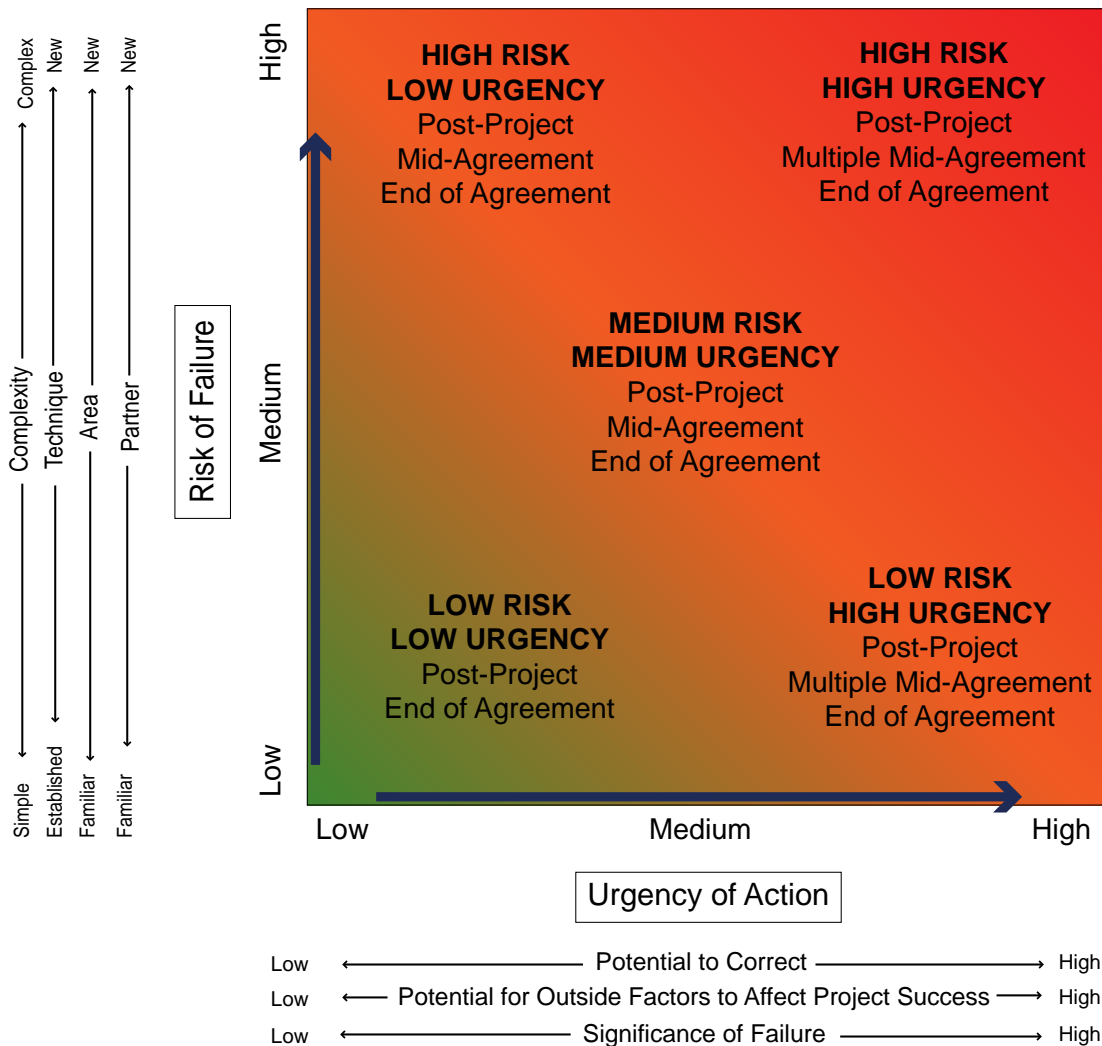 Complex
New
New
New
Complexity
Technique
Area
Partner
Simple
Established
Familiar
Familiar
Risk of Failure
High
Medium
Low
HIGH RISK
LOW URGENCY
Post-Project
Mid-Agreement
End of Agreement
HIGH RISK
HIGH URGENCY
Post-Project
Multiple Mid-Agreement
End of Agreement
MEDIUM RISK
MEDIUM URGENCY
Post-Project
Mid-Agreement
End of Agreement
LOW RISK
LOW URGENCY
Post-Project
End of Agreement
LOW RISK
HIGH URGENCY
Post-Project
Multiple Mid-Agreement
End of Agreement
Low Medium High
Urgency of Action
Low Potential to Correct High
Low Potential for Outside Factors to Affect Project Success High
Low Significance of Failure High